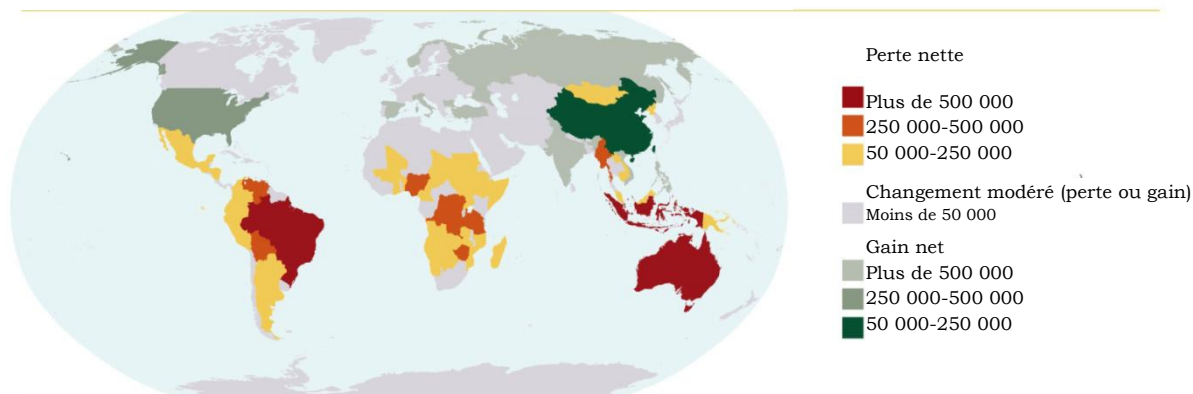 Perte nette
Plus de 500 000
250 000-500 000
50 000-250 000
Changement modéré (perte ou gain)
Moins de 50 000
Gain net
Plus de 500 000
250 000-500 000
50 000-250 000